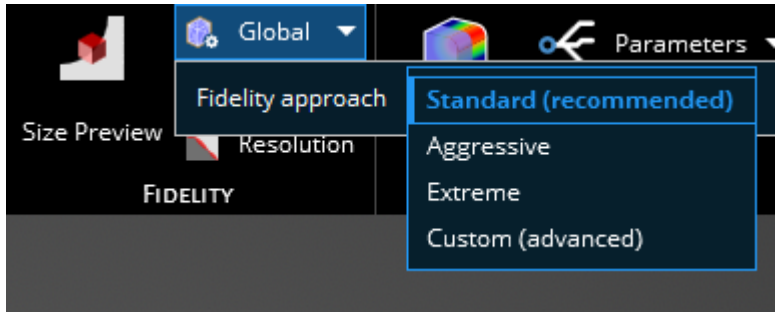 Global
Parameters
Fidelity approach
Standard (recommended)
Size Preview
Resolution
Aggressive
Extreme
FIDELITY
Custom (advanced)